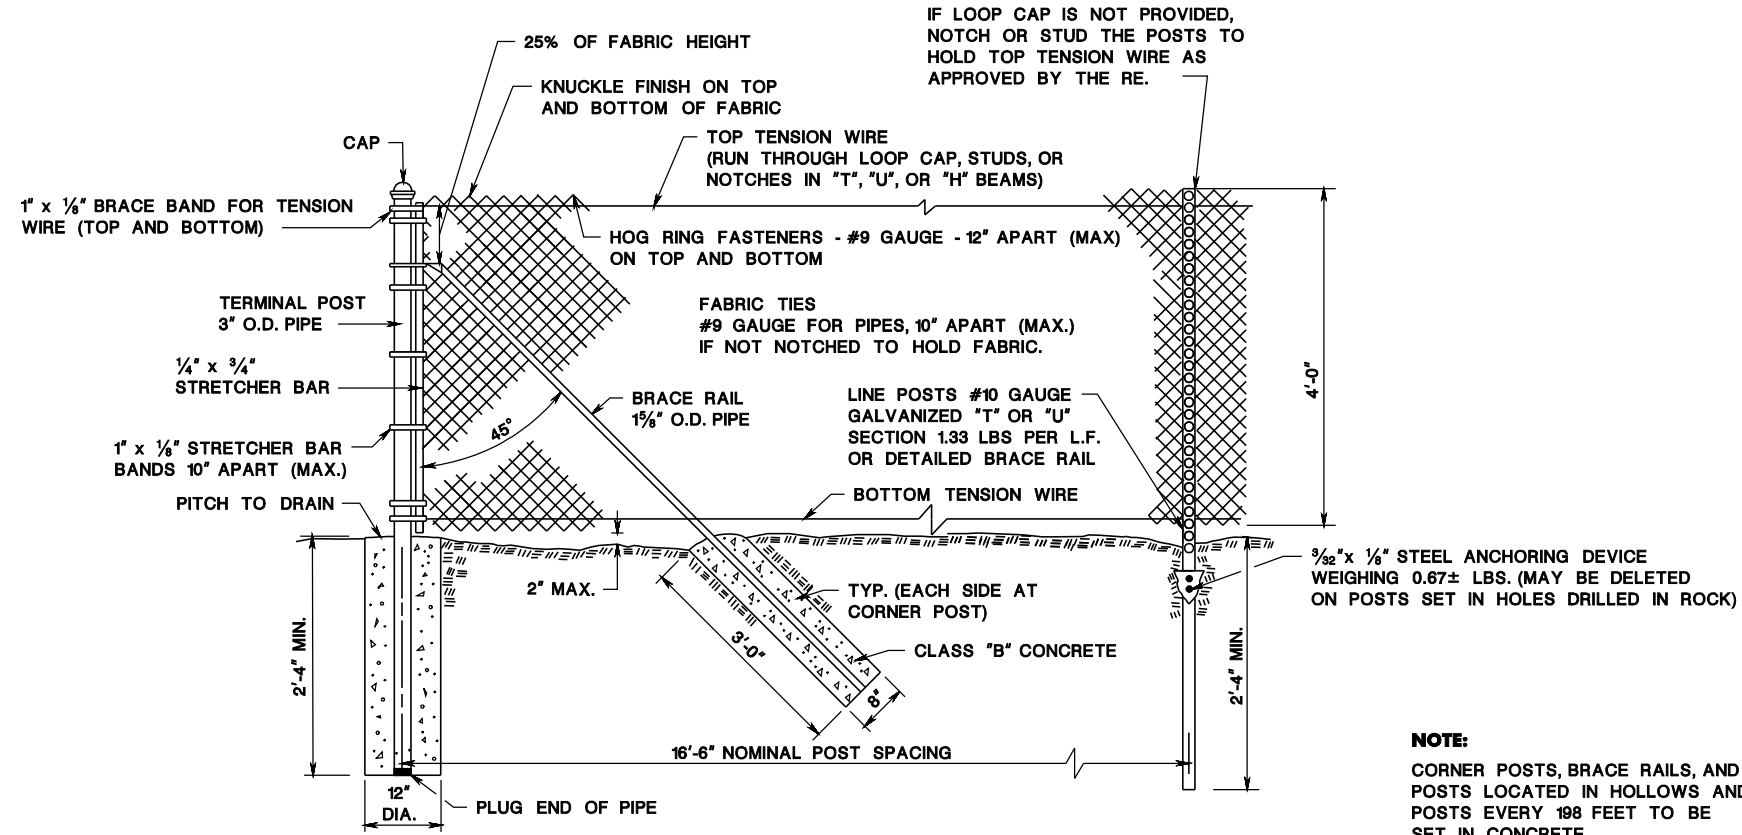 IF LOOP CAP IS NOT PROVIDED,
NOTCH OR STUD THE POSTS TO
HOLD TOP TENSION WIRE AS
APPROVED BY THE RE.
25% OF FABRIC HEIGHT
KNUCKLE FINISH ON TOP
AND BOTTOM OF FABRIC
CAP
TOP TENSION WIRE
(RUN THROUGH LOOP CAP, STUDS, OR
NOTCHES IN "T", "U", OR "H" BEAMS)
1" x ⅛" BRACE BAND FOR TENSION
WIRE (TOP AND BOTTOM)
HOG RING FASTENERS - #9 GAUGE - 12" APART (MAX)
ON TOP AND BOTTOM
TERMINAL POST
3" O.D. PIPE
FABRIC TIES
#9 GAUGE FOR PIPES, 10" APART (MAX.)
IF NOT NOTCHED TO HOLD FABRIC.
¼" x ¾"
STRETCHER BAR
BRACE RAIL
1⅝" O.D. PIPE
LINE POSTS #10 GAUGE
GALVANIZED "T" OR "U"
SECTION 1.33 LBS PER L.F.
OR DETAILED BRACE RAIL
4'-0"
45°
1" x ⅛" STRETCHER BAR
BANDS 10" APART (MAX.)
PITCH TO DRAIN
BOTTOM TENSION WIRE
2" MAX.
TYP. (EACH SIDE AT
CORNER POST)
3/32" x ⅛" STEEL ANCHORING DEVICE
WEIGHING 0.67± LBS. (MAY BE DELETED
ON POSTS SET IN HOLES DRILLED IN ROCK)
2'-4" MIN.
3'-0"
CLASS "B" CONCRETE
8"
2'-4" MIN.
16'-6" NOMINAL POST SPACING
12"
DIA.
PLUG END OF PIPE
NOTE:
CORNER POSTS, BRACE RAILS, AND
POSTS LOCATED IN HOLLOWS AND
POSTS EVERY 198 FEET TO BE
SET IN CONCRETE